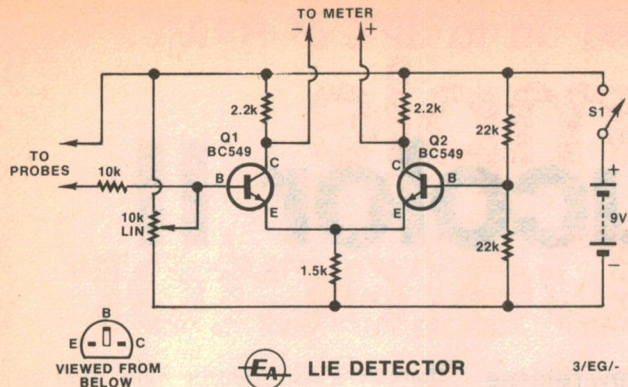 TO METER
- +
2.2k
2.2k
22k
S1
Q1
BC549
Q2
BC549
C
C
TO
PROBES
10k
B
B
+
9V
-
E
E
10k
LIN
1.5k
22k
B
E C
VIEWED FROM
BELOW
EA LIE DETECTOR
3/EG/-